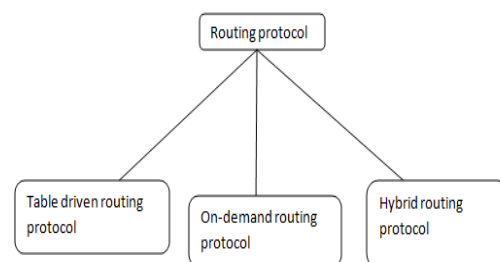 Routing protocol
Table driven routing
protocol
On-demand routing
protocol
Hybrid routing
protocol